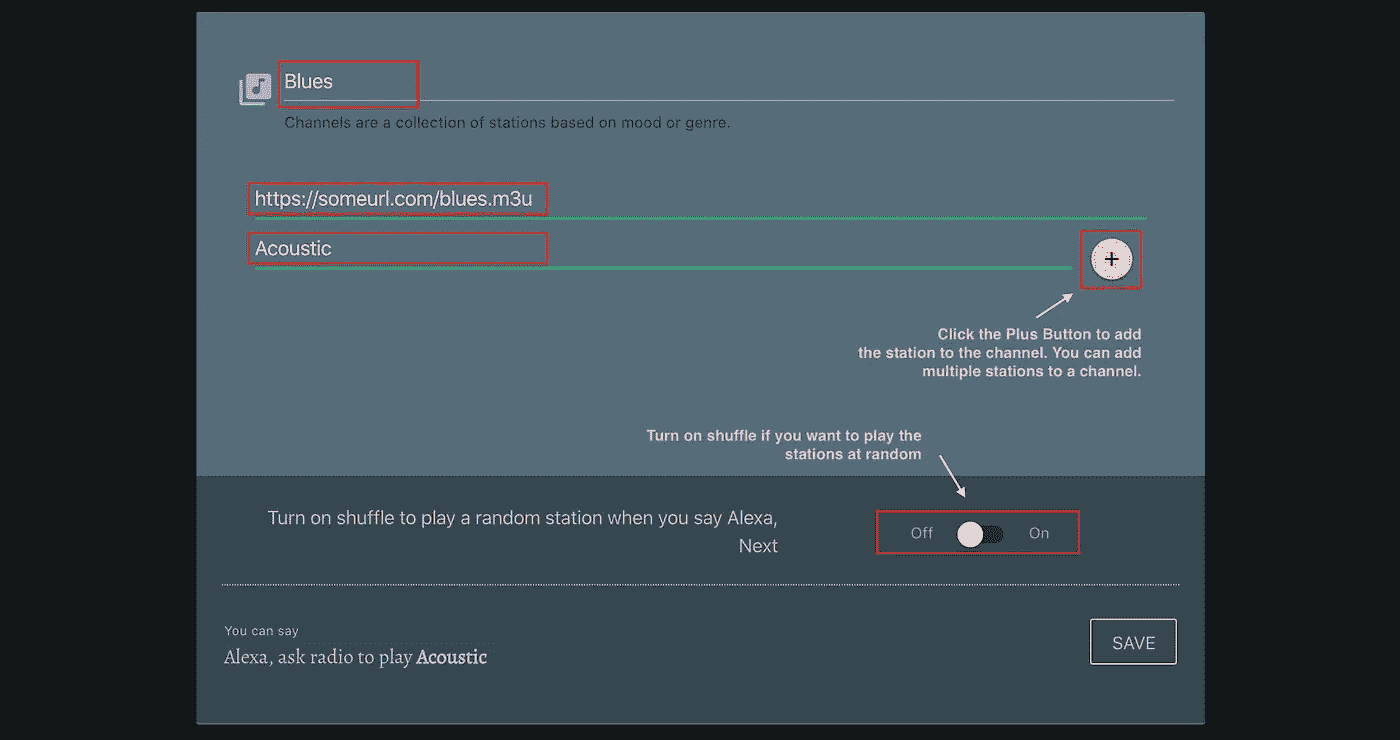 Blues
Channels are a collection of stations based on mood or genre.
https://someurl.com/blues.m3u
Acoustic
Click the Plus Button to add
the station to the channel. You can add
multiple stations to a channel.
Turn on shuffle if you want to play the
stations at random
Turn on shuffle to play a random station when you say Alexa,
Next
Off On
You can say
Alexa, ask radio to play Acoustic
SAVE